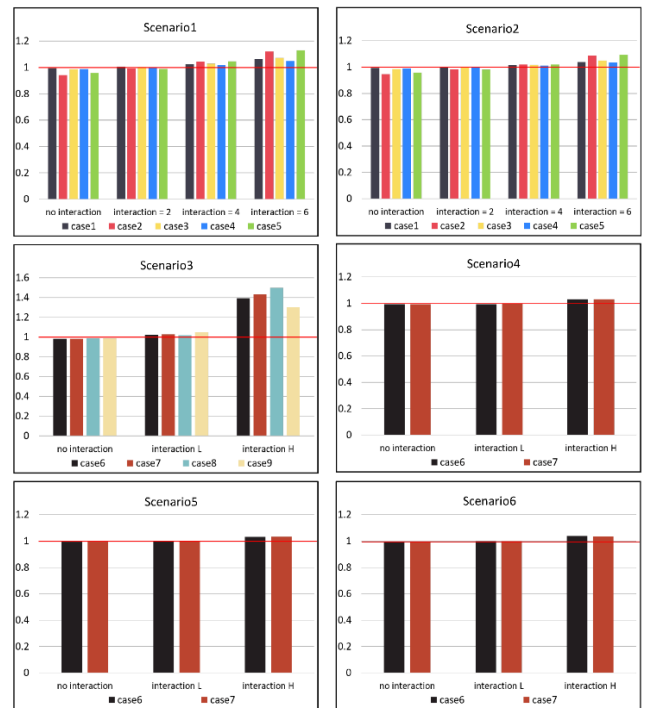 Scenario1
1.2
1
0.8
0.6
0.4
0.2
0
no interaction interaction = 2 interaction = 4 interaction = 6
case1 case2 case3 case4 case5
Scenario2
1.2
1
0.8
0.6
0.4
0.2
0
no interaction interaction = 2 interaction = 4 interaction = 6
case1 case2 case3 case4 case5
Scenario3
1.6
1.4
1.2
1
0.8
0.6
0.4
0.2
0
no interaction interaction L interaction H
case6 case7 case8 case9
Scenario4
1.2
1
0.8
0.6
0.4
0.2
0
no interaction interaction L interaction H
case6 case7
Scenario5
1.2
1
0.8
0.6
0.4
0.2
0
no interaction interaction L interaction H
case6 case7
Scenario6
1.2
1
0.8
0.6
0.4
0.2
0
no interaction interaction L interaction H
case6 case7